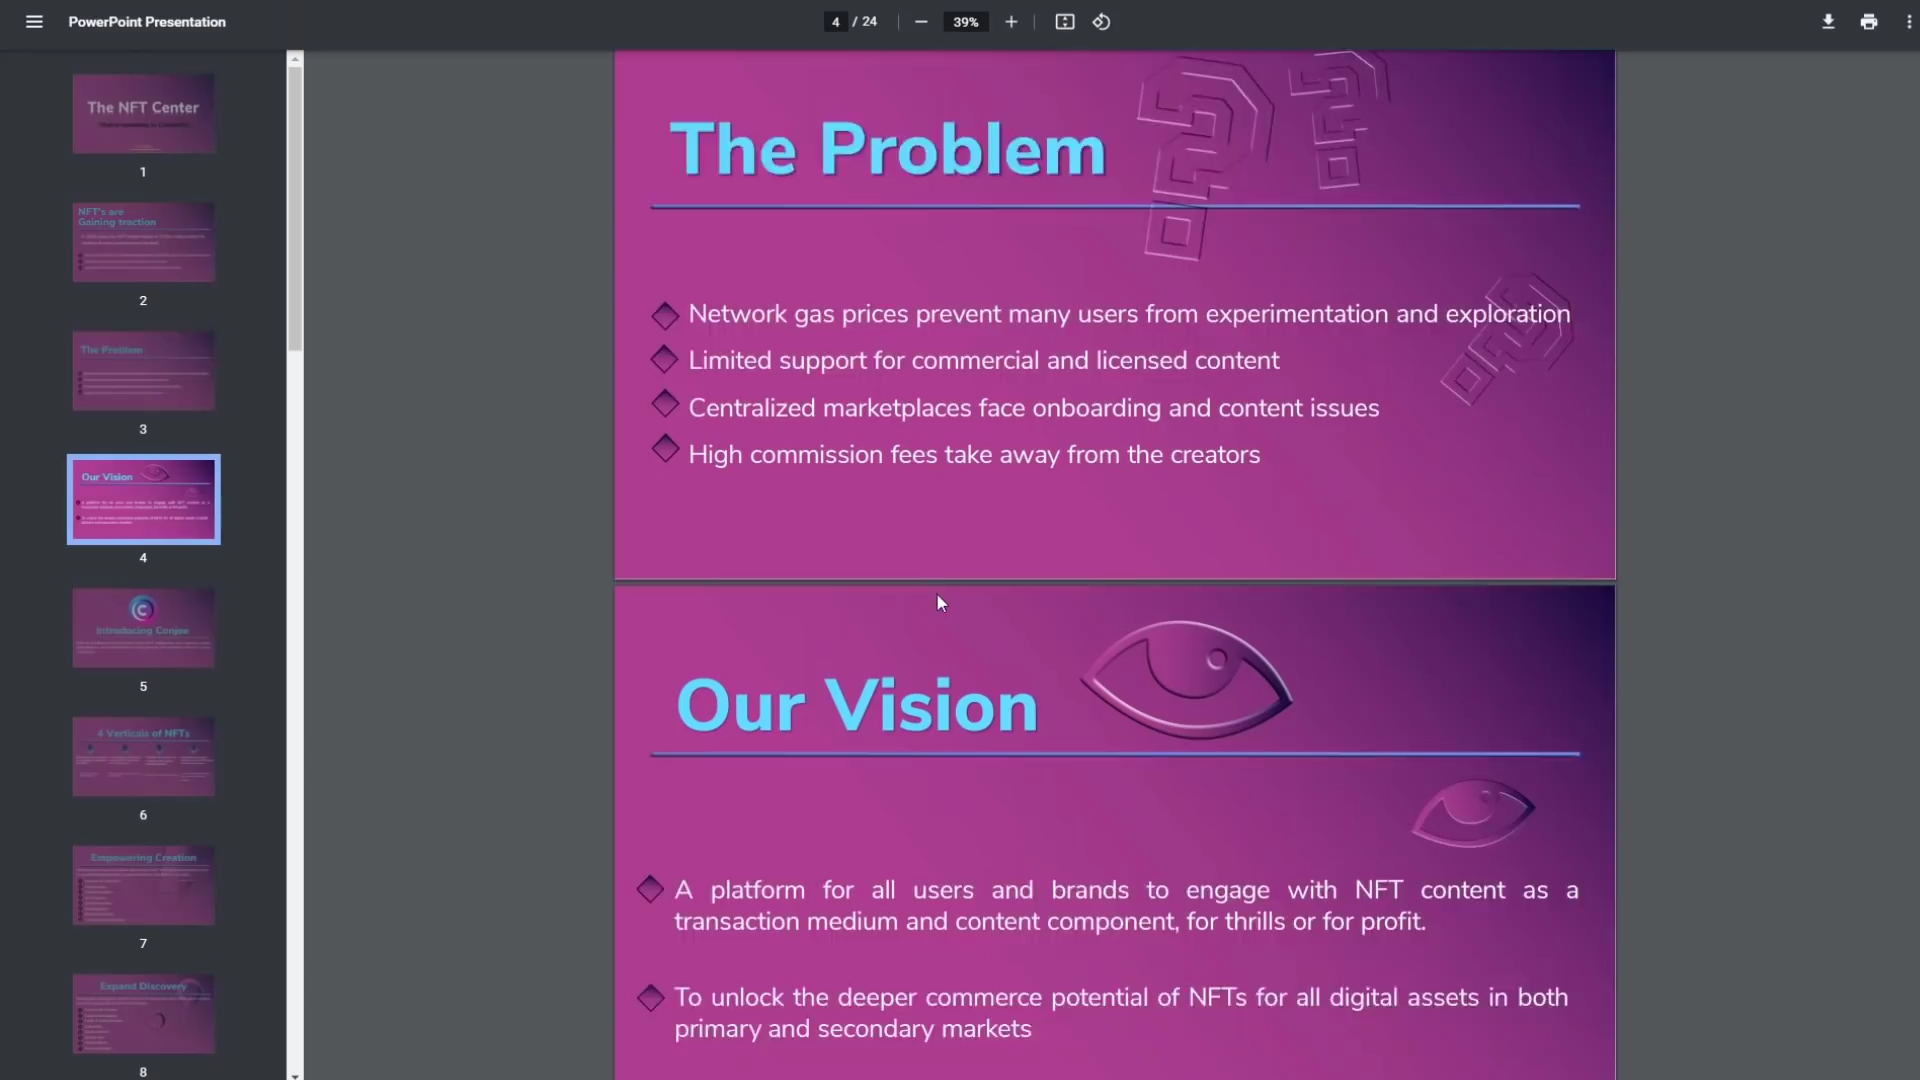 PowerPoint Presentation
4 / 24
39%
The NFT Center
1
NFT's are
Gaining traction
2
The Problem
3
Our Vision
4
C
Introducing Conjee
5
4 Verticals of NFTs
6
Empowering Creation
7
Expand Discovery
8
The Problem
Network gas prices prevent many users from experimentation and exploration
Limited support for commercial and licensed content
Centralized marketplaces face onboarding and content issues
High commission fees take away from the creators
Our Vision
A platform for all users and brands to engage with NFT content as a
transaction medium and content component, for thrills or for profit.
To unlock the deeper commerce potential of NFTs for all digital assets in both
primary and secondary markets